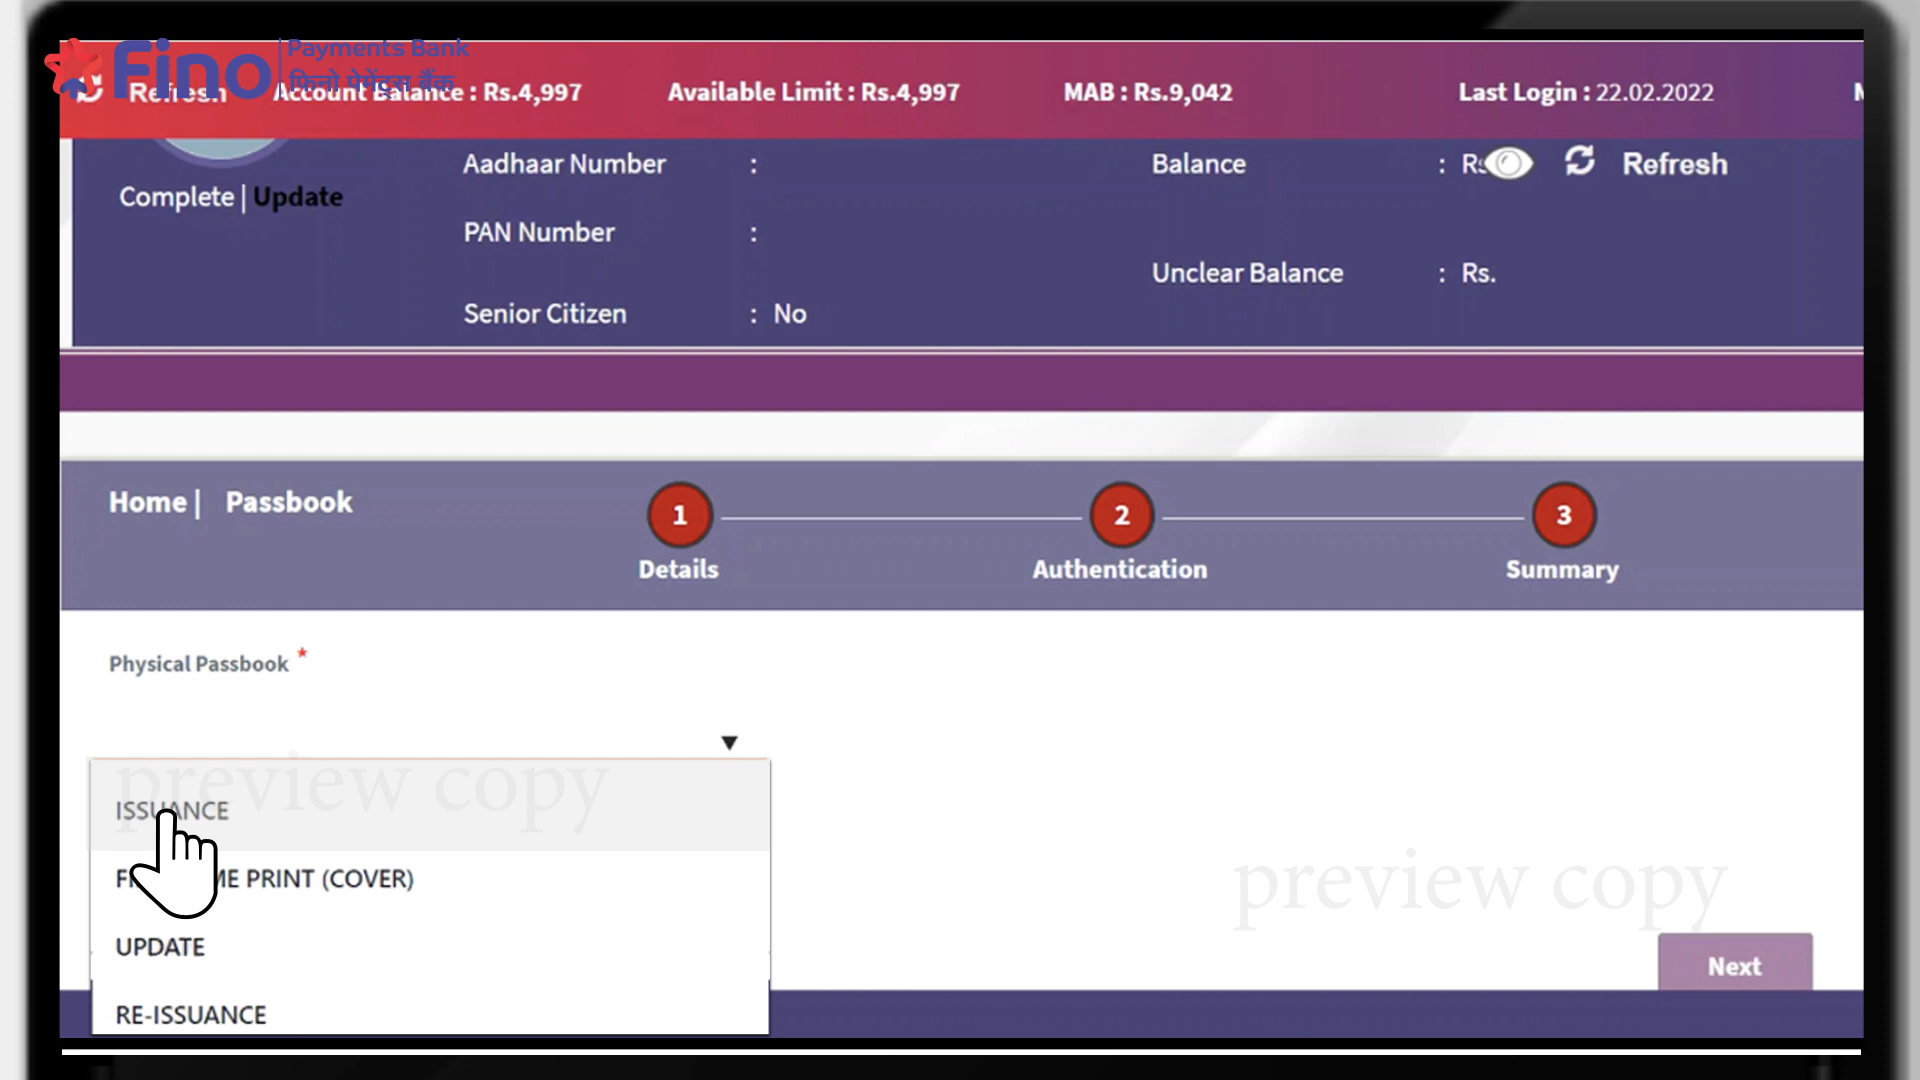 Fino Payments Bank
फिनो पेमेंट्स बैंक
Refresh Account Balance : Rs.4,997 Available Limit : Rs.4,997 MAB : Rs.9,042 Last Login : 22.02.2022
Aadhaar Number : Balance : Rs Refresh
Complete | Update
PAN Number :
Unclear Balance : Rs.
Senior Citizen : No
Home | Passbook 1 2 3
Details Authentication Summary
Physical Passbook *
preview copy
ISSUANCE
PRINT (COVER)
preview copy
UPDATE
Next
RE-ISSUANCE